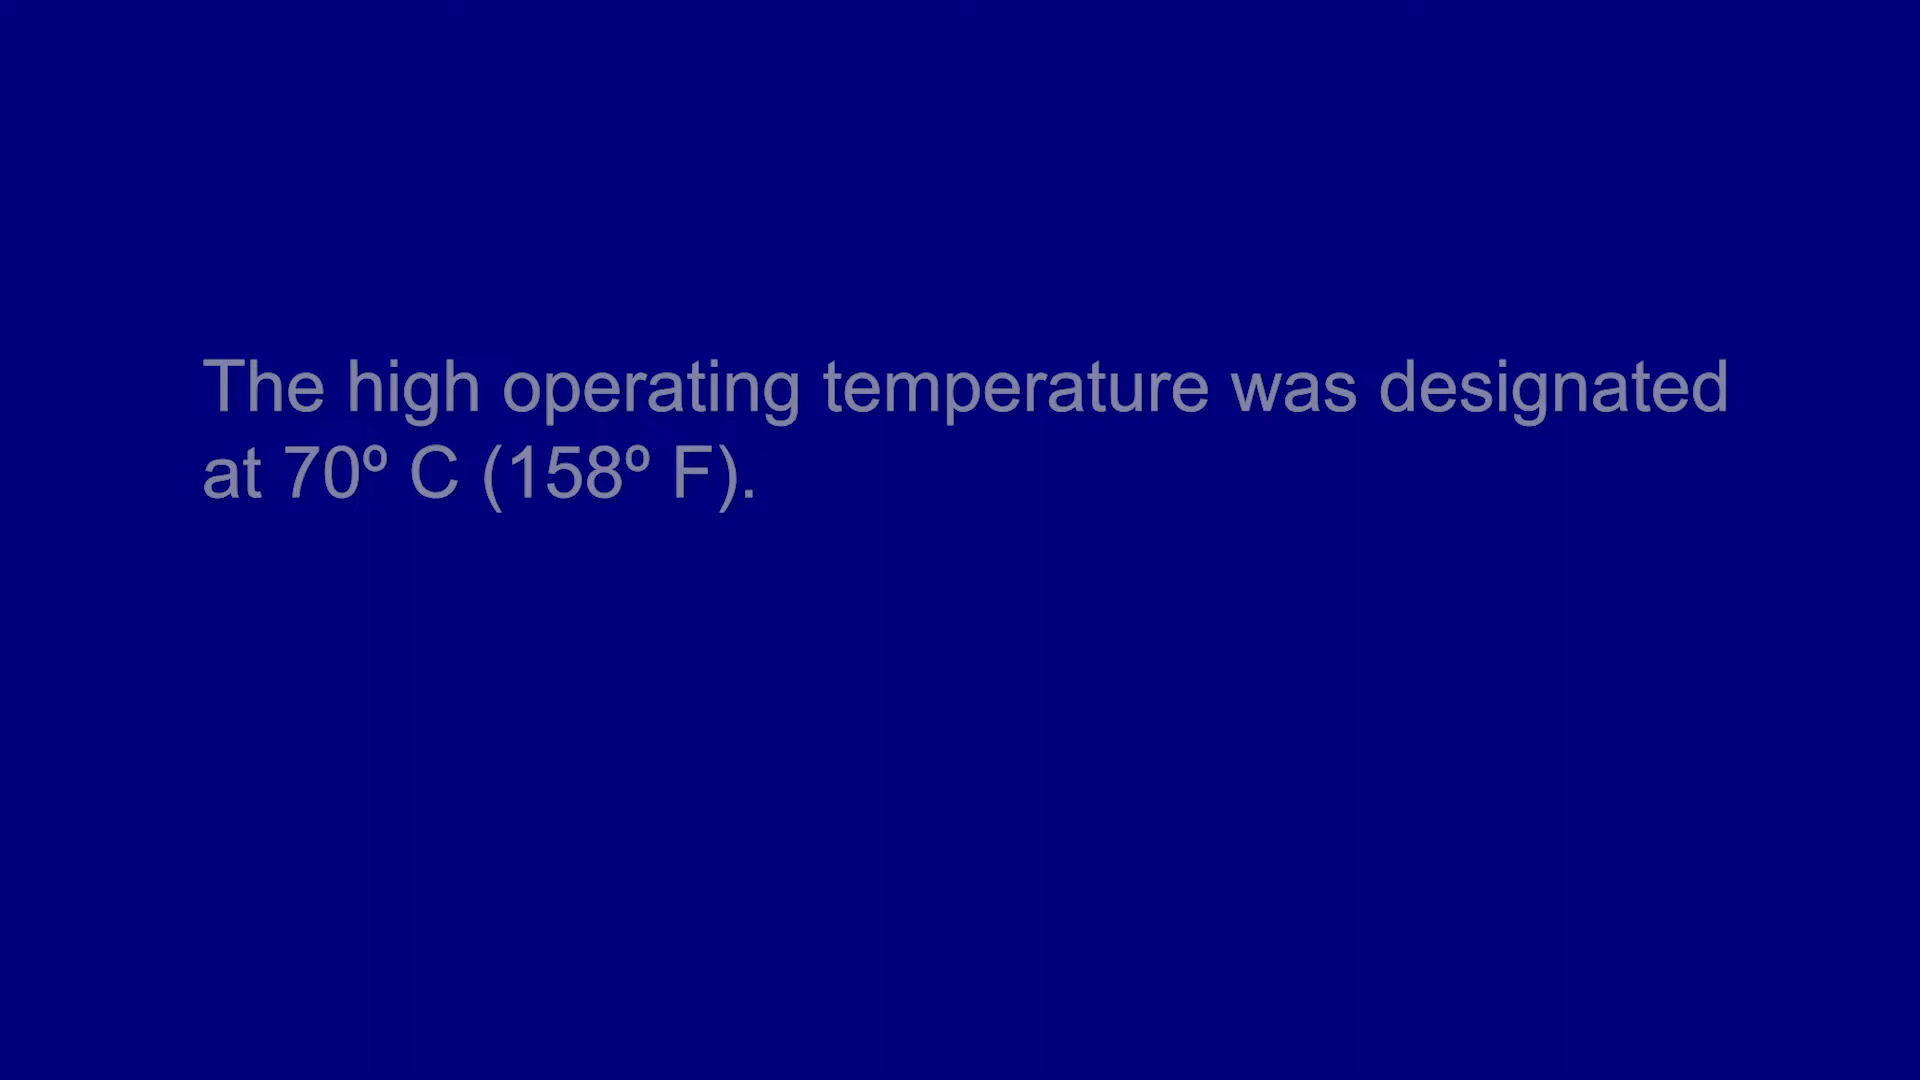 The high operating temperature was designated
at 70º C (158º F).